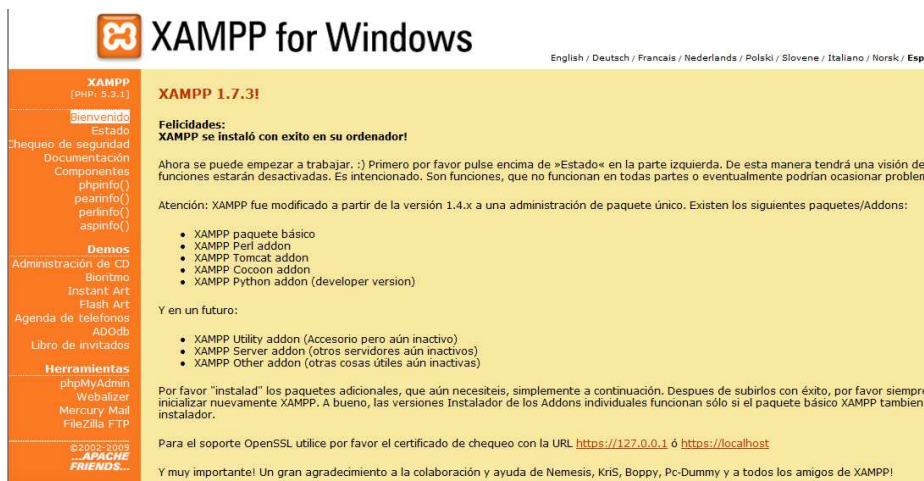 XAMPP for Windows
English / Deutsch / Francais / Nederlands / Polski / Slovene / Italiano / Norsk / Esp
XAMPP
[PHP: 5.3.1]
Bienvenido
Estado
Chequeo de seguridad
Documentación
Componentes
phpinfo()
pearinfo()
perlinfo()
aspinfo()
Demos
Administración de CD
Bioritmo
Instant Art
Flash Art
Agenda de telefonos
ADOdb
Libro de invitados
Herramientas
phpMyAdmin
Webalizer
Mercury Mail
FileZilla FTP
©2002-2009
...APACHE
FRIENDS...
XAMPP 1.7.3!
Felicidades:
XAMPP se instaló con exito en su ordenador!
Ahora se puede empezar a trabajar. :) Primero por favor pulse encima de »Estado« en la parte izquierda. De esta manera tendrá una visión de
funciones estarán desactivadas. Es intencionado. Son funciones, que no funcionan en todas partes o eventualmente podrían ocasionar problem
Atención: XAMPP fue modificado a partir de la versión 1.4.x a una administración de paquete único. Existen los siguientes paquetes/Addons:
• XAMPP paquete básico
• XAMPP Perl addon
• XAMPP Tomcat addon
• XAMPP Cocoon addon
• XAMPP Python addon (developer version)
Y en un futuro:
• XAMPP Utility addon (Accesorio pero aún inactivo)
• XAMPP Server addon (otros servidores aún inactivos)
• XAMPP Other addon (otras cosas útiles aún inactivas)
Por favor "instalad" los paquetes adicionales, que aún necesiteis, simplemente a continuación. Despues de subirlos con éxito, por favor siempre
inicializar nuevamente XAMPP. A bueno, las versiones Instalador de los Addons individuales funcionan sólo si el paquete básico XAMPP tambien
instalador.
Para el soporte OpenSSL utilice por favor el certificado de chequeo con la URL https://127.0.0.1 ó https://localhost
Y muy importante! Un gran agradecimiento a la colaboración y ayuda de Nemesis, KriS, Boppy, Pc-Dummy y a todos los amigos de XAMPP!